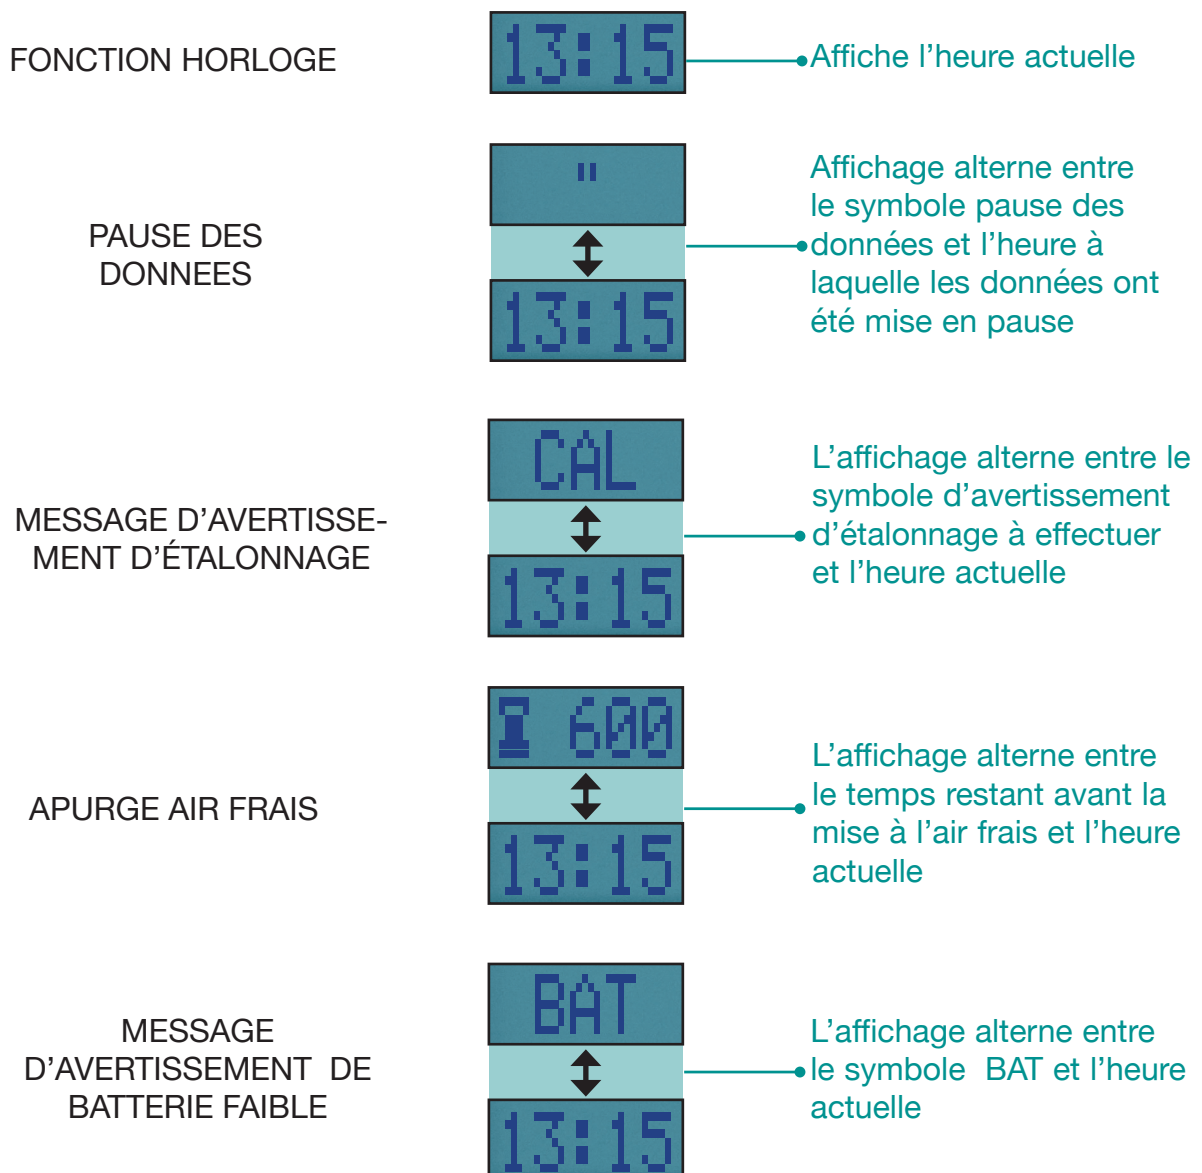 FONCTION HORLOGE
13:15
Affiche l’heure actuelle
PAUSE DES
DONNEES
"
13:15
Affichage alterne entre
le symbole pause des
données et l’heure à
laquelle les données ont
été mise en pause
MESSAGE D’AVERTISSE-
MENT D’ÉTALONNAGE
CAL
13:15
L’affichage alterne entre le
symbole d’avertissement
d’étalonnage à effectuer
et l’heure actuelle
APURGE AIR FRAIS
600
13:15
L’affichage alterne entre
le temps restant avant la
mise à l’air frais et l’heure
actuelle
MESSAGE
D’AVERTISSEMENT DE
BATTERIE FAIBLE
BAT
13:15
L’affichage alterne entre
le symbole BAT et l’heure
actuelle